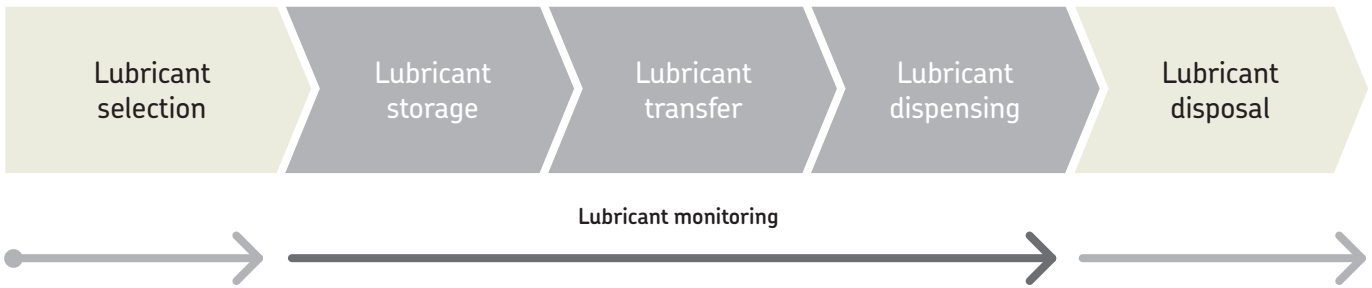 Lubricant
selection
Lubricant
storage
Lubricant
transfer
Lubricant
dispensing
Lubricant
disposal
Lubricant monitoring